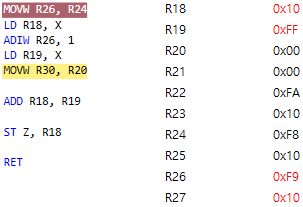 MOVW R26, R24
LD R18, X
ADIW R26, 1
LD R19, X
MOVW R30, R20
ADD R18, R19
ST Z, R18
RET
R18 0x10
R19 0xFF
R20 0x00
R21 0x00
R22 0xFA
R23 0x10
R24 0xF8
R25 0x10
R26 0xF9
R27 0x10